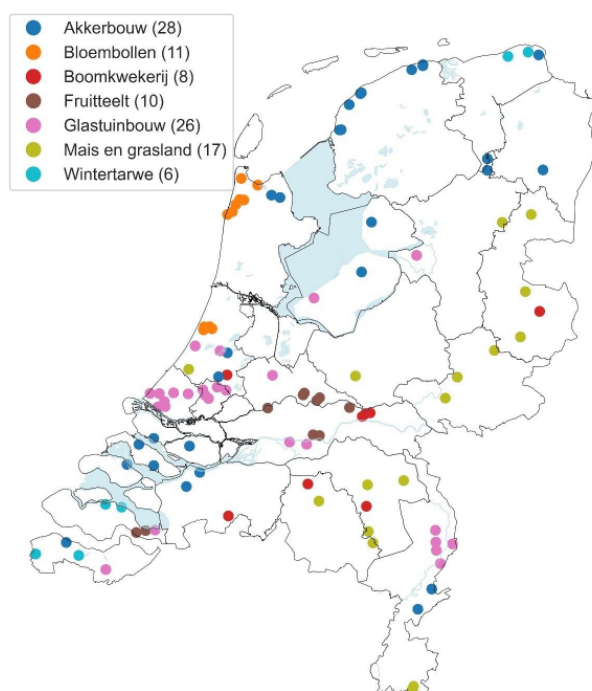 Akkerbouw (28)
Bloembollen (11)
Boomkwekerij (8)
Fruitteelt (10)
Glastuinbouw (26)
Mais en grasland (17)
Wintertarwe (6)